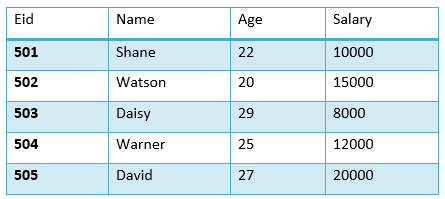 Eid Name Age Salary
501 Shane 22 10000
502 Watson 20 15000
503 Daisy 29 8000
504 Warner 25 12000
505 David 27 20000